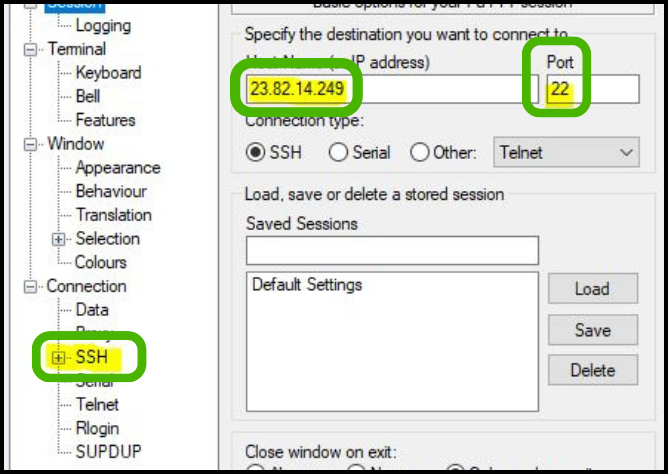 Session
Logging
Terminal
Keyboard
Bell
Features
Window
Appearance
Behaviour
Translation
Selection
Colours
Connection
Data
Proxy
SSH
Serial
Telnet
Rlogin
SUPDUP
Basic options for your PuTTY session
Specify the destination you want to connect to
Host Name (or IP address) Port
23.82.14.249 22
Connection type:
SSH Serial Other: Telnet
Load, save or delete a stored session
Saved Sessions
Default Settings
Load
Save
Delete
Close window on exit: